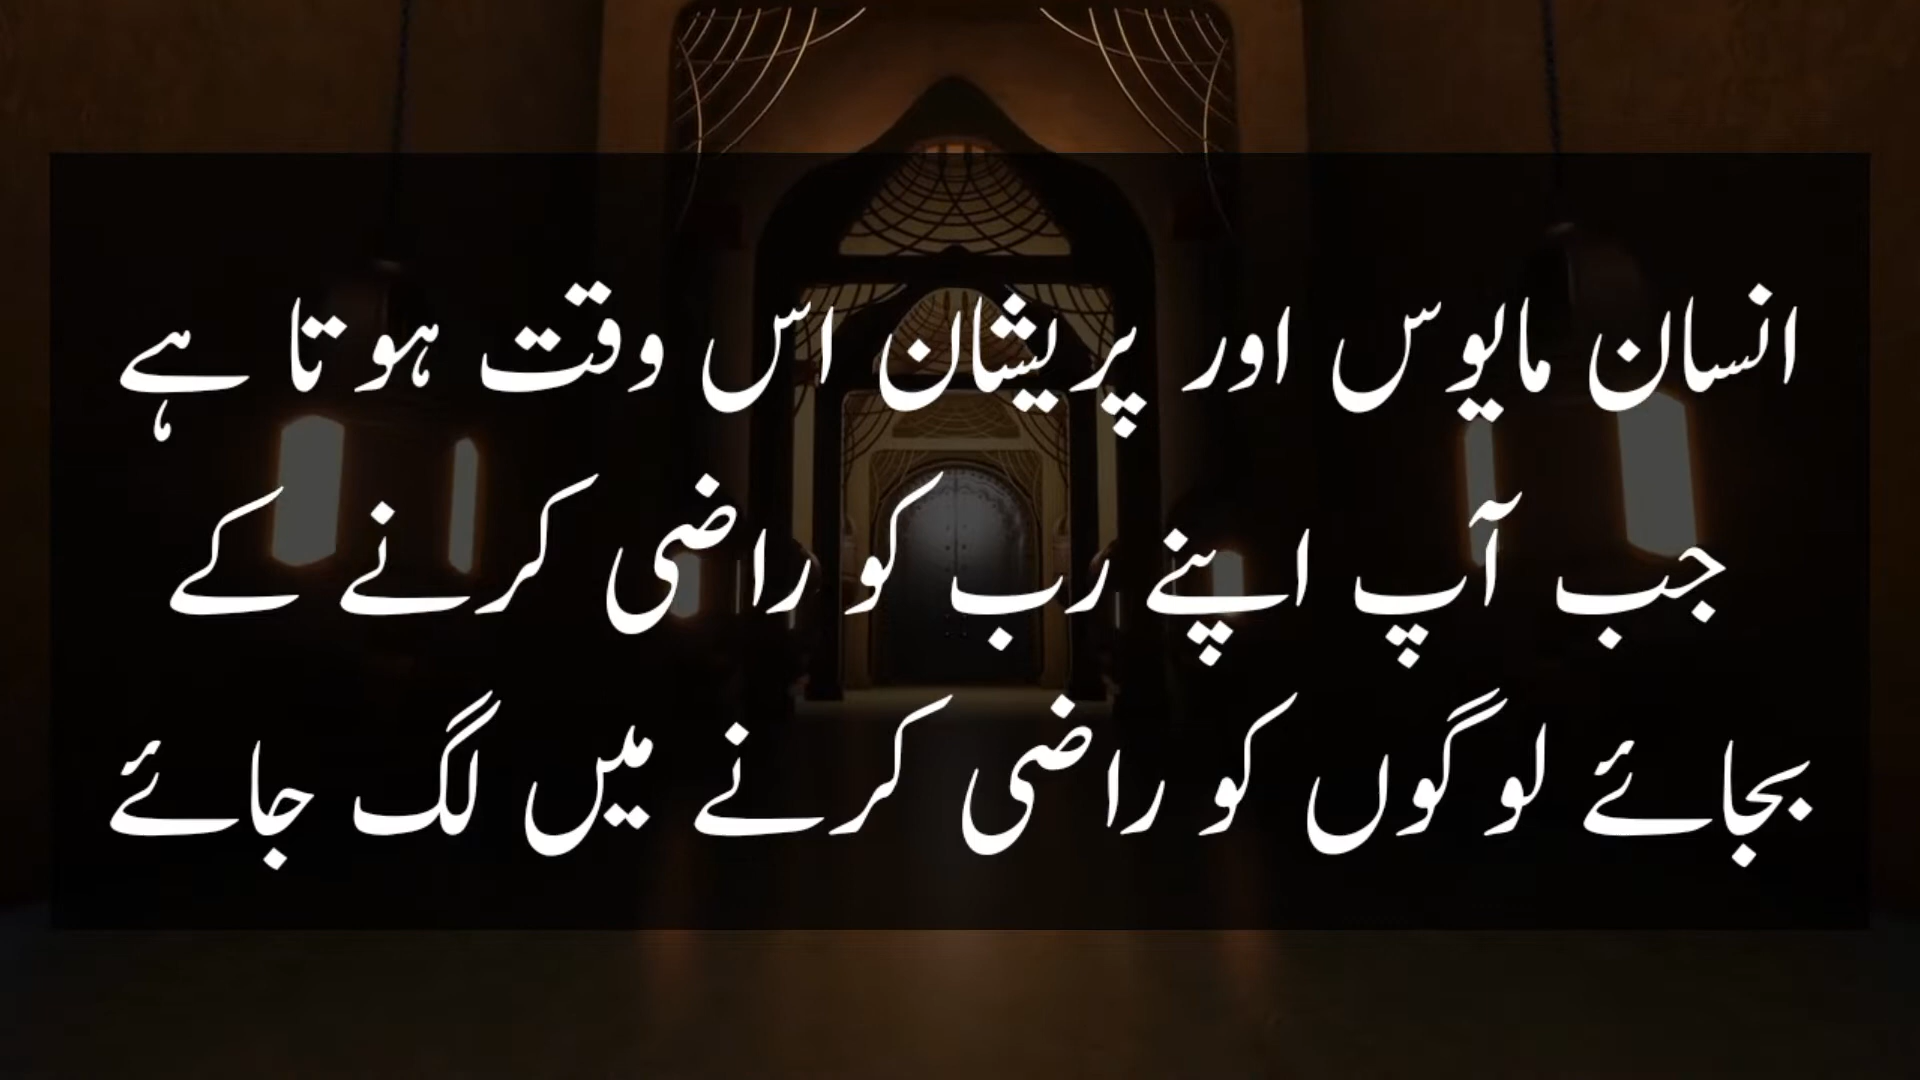 انسان مایوس اور پریشان اس وقت ہوتا ہے
جب آپ اپنے رب کو راضی کرنے کے
بجائے لوگوں کو راضی کرنے میں لگ جائے